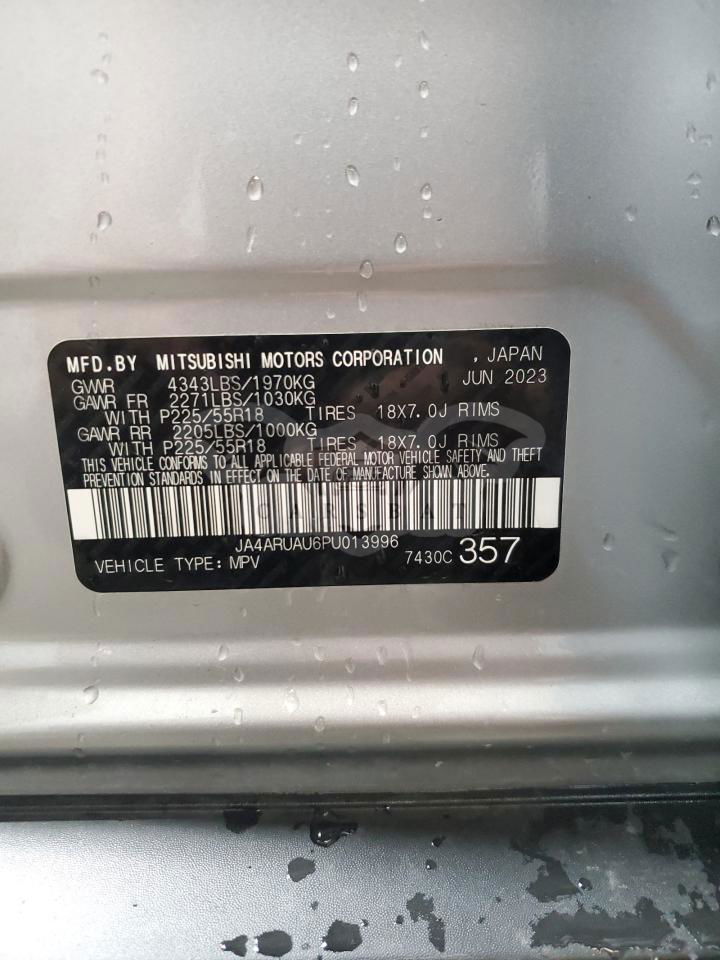 MFD.BY MITSUBISHI MOTORS CORPORATION , JAPAN
GVWR 4343LBS/1970KG JUN 2023
GAWR FR 2271LBS/1030KG
WITH P225/55R18 TIRES 18X7.0J RIMS
GAWR RR 2205LBS/1000KG
WITH P225/55R18 TIRES 18X7.0J RIMS
THIS VEHICLE CONFORMS TO ALL APPLICABLE FEDERAL MOTOR VEHICLE SAFETY AND THEFT
PREVENTION STANDARDS IN EFFECT ON THE DATE OF MANUFACTURE SHOWN ABOVE.
CARSBAT
JA4ARUAU6PU013996
VEHICLE TYPE: MPV 7430C 357